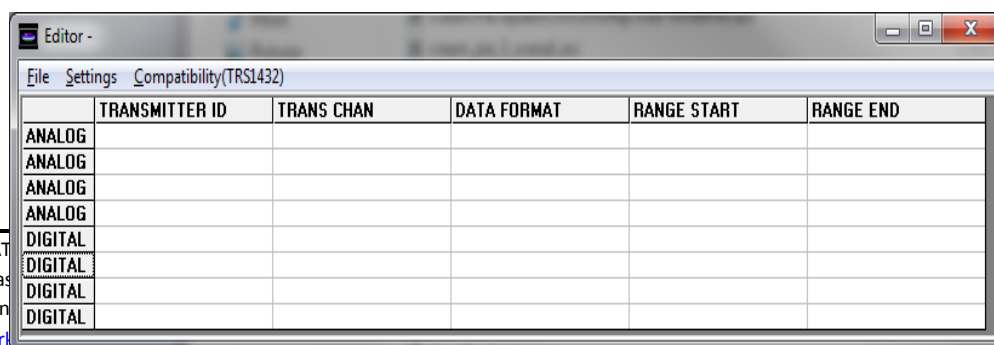 Editor -
File Settings Compatibility(TRS1432)
TRANSMITTER ID TRANS CHAN DATA FORMAT RANGE START RANGE END
ANALOG
ANALOG
ANALOG
ANALOG
DIGITAL
DIGITAL
DIGITAL
DIGITAL